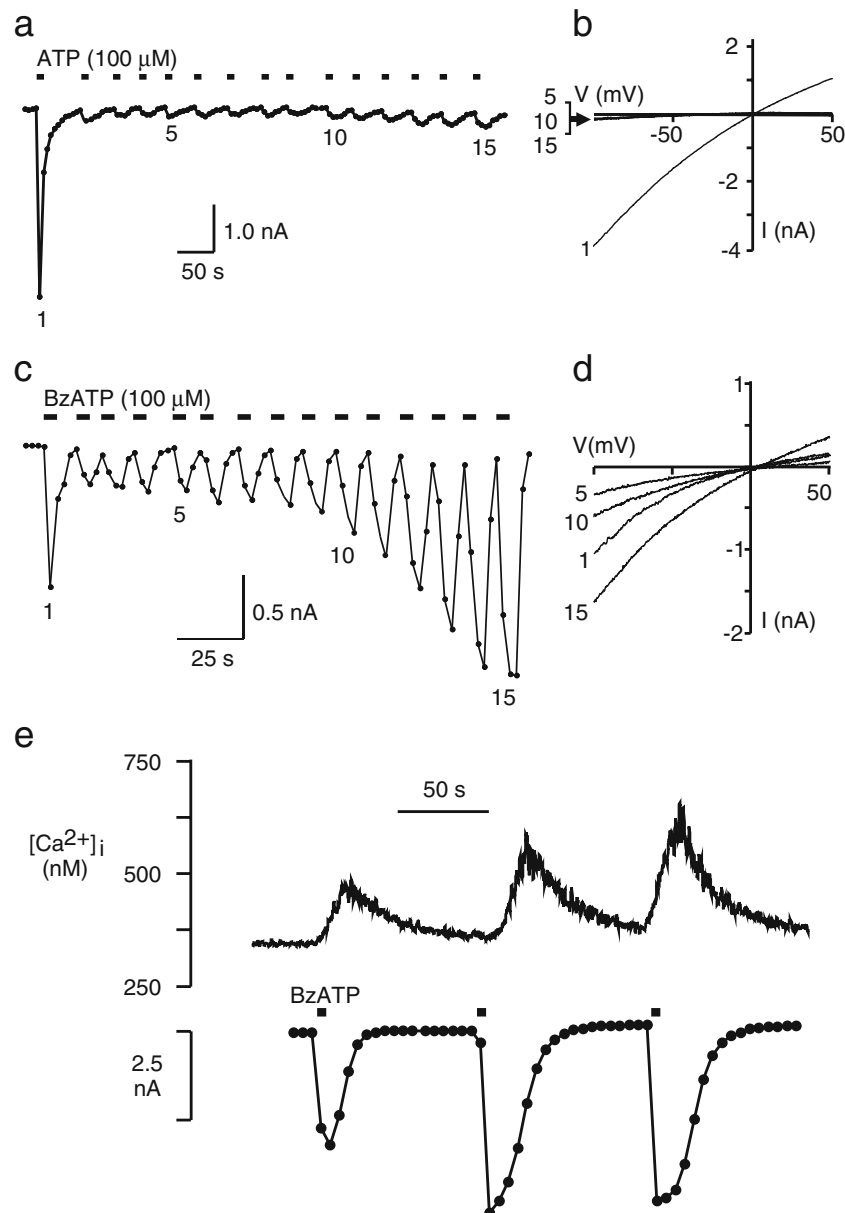 a
ATP (100 μM)
1
5
10
15
1.0 nA
50 s
b
2
V (mV)
5
10
15
-50
50
-2
1
-4
I (nA)
c
BzATP (100 μM)
1
5
10
15
0.5 nA
25 s
d
1
V(mV)
50
5
10
1
15
-1
-2
I (nA)
e
750
50 s
[Ca2+]i
(nM)
500
250
BzATP
2.5
nA